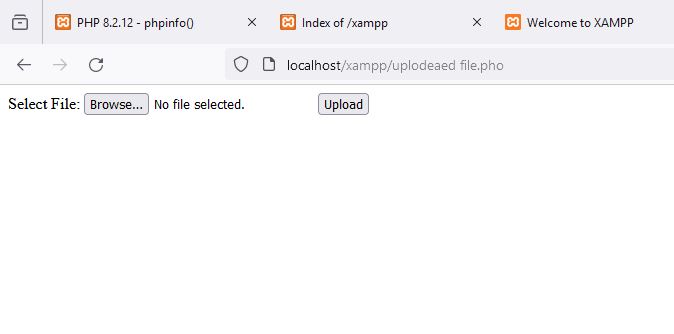 PHP 8.2.12 - phpinfo() Index of /xampp Welcome to XAMPP
localhost/xampp/uplodeaed file.pho
Select File: Browse... No file selected. Upload